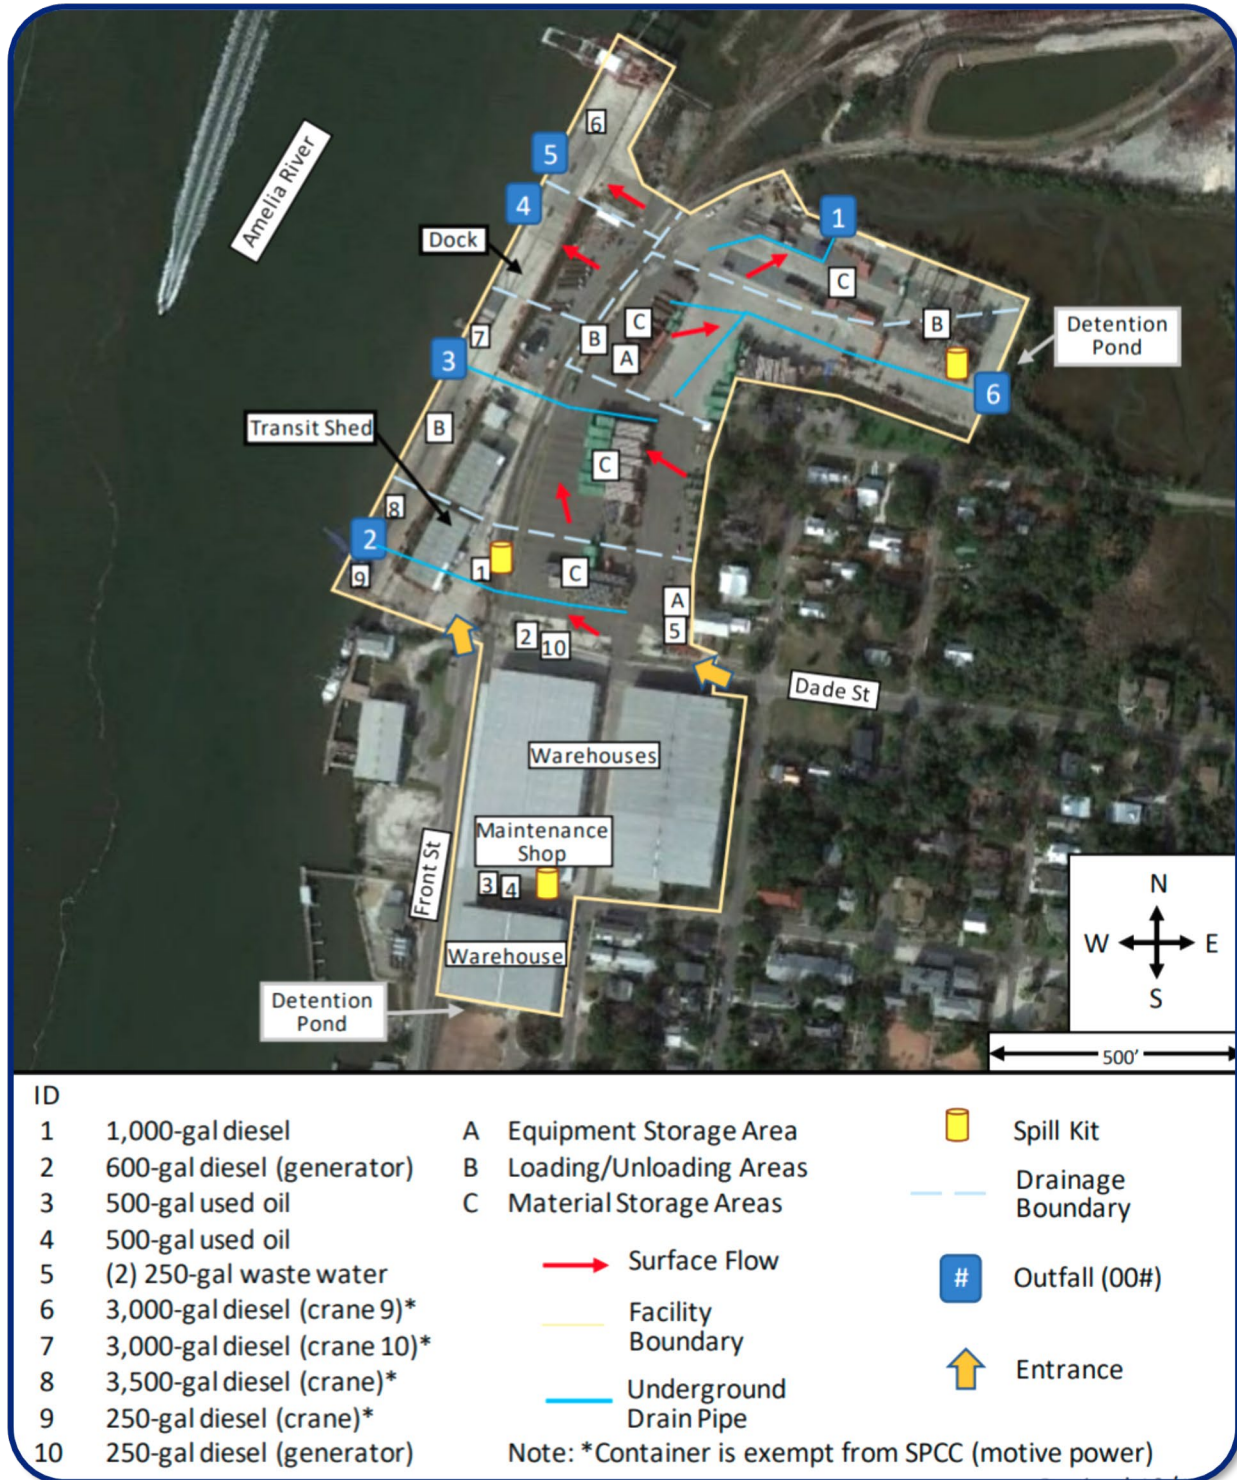 6
5
4
1
Amelia River
Dock
C
7
B
C
B
A
Detention
Pond
3
6
Transit Shed
B
C
8
2
1
9
C
A
5
2
10
Dade St
Warehouses
Maintenance
Shop
3
4
Front St
Warehouse
Detention
Pond
N
W E
S
500'
ID
1 1,000-gal diesel
2 600-gal diesel (generator)
3 500-gal used oil
4 500-gal used oil
5 (2) 250-gal waste water
6 3,000-gal diesel (crane 9)*
7 3,000-gal diesel (crane 10)*
8 3,500-gal diesel (crane)*
9 250-gal diesel (crane)*
10 250-gal diesel (generator)
A Equipment Storage Area
B Loading/Unloading Areas
C Material Storage Areas
Surface Flow
Facility
Boundary
Underground
Drain Pipe
Spill Kit
Drainage
Boundary
# Outfall (00#)
Entrance
Note: *Container is exempt from SPCC (motive power)